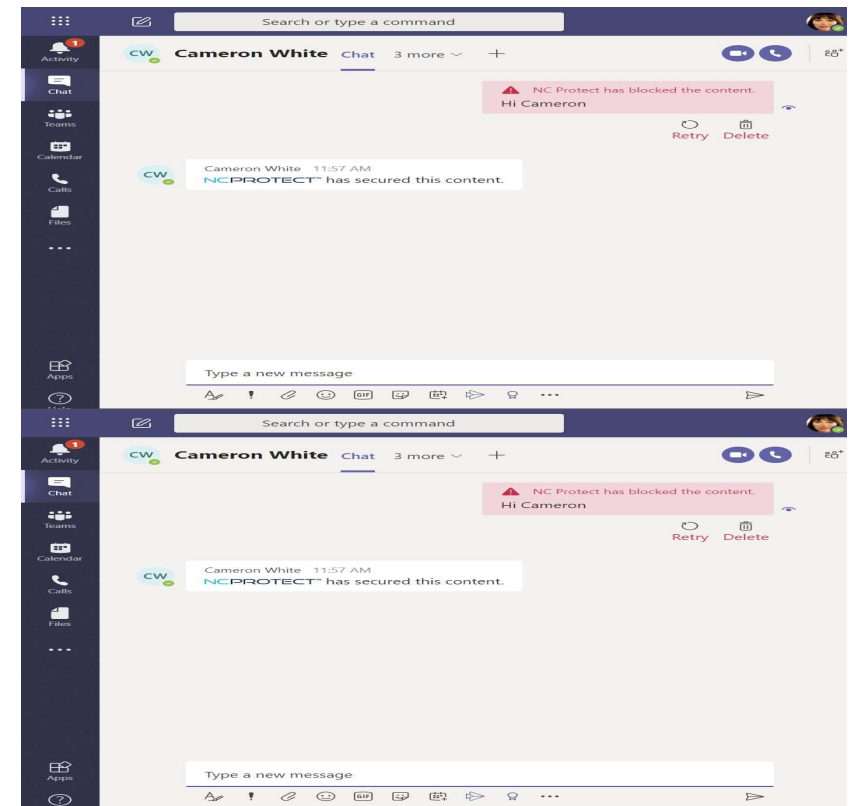 Search or type a command
1
Activity
CW Cameron White Chat 3 more
Chat
NC Protect has blocked the content.
Hi Cameron
Teams
Retry Delete
Calendar
Cameron White 11:57 AM
CW
NCPROTECT™ has secured this content.
Calls
Files
Apps
Type a new message
GIF
Search or type a command
1
Activity
CW Cameron White Chat 3 more
Chat
NC Protect has blocked the content.
Hi Cameron
Teams
Retry Delete
Calendar
Cameron White 11:57 AM
CW
NCPROTECT™ has secured this content.
Calls
Files
Apps
Type a new message
GIF